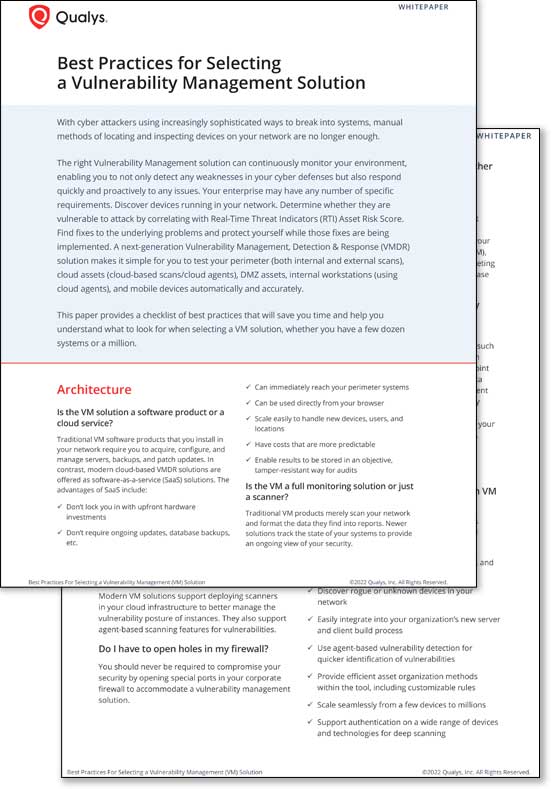 Qualys.
WHITEPAPER
Best Practices for Selecting
a Vulnerability Management Solution
With cyber attackers using increasingly sophisticated ways to break into systems, manual
methods of locating and inspecting devices on your network are no longer enough.
The right Vulnerability Management solution can continuously monitor your environment,
enabling you to not only detect any weaknesses in your cyber defenses but also respond
quickly and proactively to any issues. Your enterprise may have any number of specific
requirements. Discover devices running in your network. Determine whether they are
vulnerable to attack by correlating with Real-Time Threat Indicators (RTI) Asset Risk Score.
Find fixes to the underlying problems and protect yourself while those fixes are being
implemented. A next-generation Vulnerability Management, Detection & Response (VMDR)
solution makes it simple for you to test your perimeter (both internal and external scans),
cloud assets (cloud-based scans/cloud agents), DMZ assets, internal workstations (using
cloud agents), and mobile devices automatically and accurately.
This paper provides a checklist of best practices that will save you time and help you
understand what to look for when selecting a VM solution, whether you have a few dozen
systems or a million.
Architecture
Is the VM solution a software product or a
cloud service?
Traditional VM software products that you install in
your network require you to acquire, configure, and
manage servers, backups, and patch updates. In
contrast, modern cloud-based VMDR solutions are
offered as software-as-a-service (SaaS) solutions. The
advantages of SaaS include:
✓ Don't lock you in with upfront hardware
investments
✓ Don't require ongoing updates, database backups,
etc.
✓ Can immediately reach your perimeter systems
✓ Can be used directly from your browser
✓ Scale easily to handle new devices, users, and
locations
✓ Have costs that are more predictable
✓ Enable results to be stored in an objective,
tamper-resistant way for audits
Is the VM a full monitoring solution or just
a scanner?
Traditional VM products merely scan your network
and format the data they find into reports. Newer
solutions track the state of your systems to provide
an ongoing view of your security.
Best Practices For Selecting a Vulnerability Management (VM) Solution
©2022 Qualys, Inc. All Rights Reserved.
WHITEPAPER
VM
and
Modern VM solutions support deploying scanners
in your cloud infrastructure to better manage the
vulnerability posture of instances. They also support
agent-based scanning features for vulnerabilities.
Do I have to open holes in my firewall?
You should never be required to compromise your
security by opening special ports in your corporate
firewall to accommodate a vulnerability management
solution.
✓ Discover rogue or unknown devices in your
network
✓ Easily integrate into your organization's new server
and client build process
✓ Use agent-based vulnerability detection for
quicker identification of vulnerabilities
✓ Provide efficient asset organization methods
within the tool, including customizable rules
✓ Scale seamlessly from a few devices to millions
✓ Support authentication on a wide range of devices
and technologies for deep scanning
Best Practices For Selecting a Vulnerability Management (VM) Solution
©2022 Qualys, Inc. All Rights Reserved.